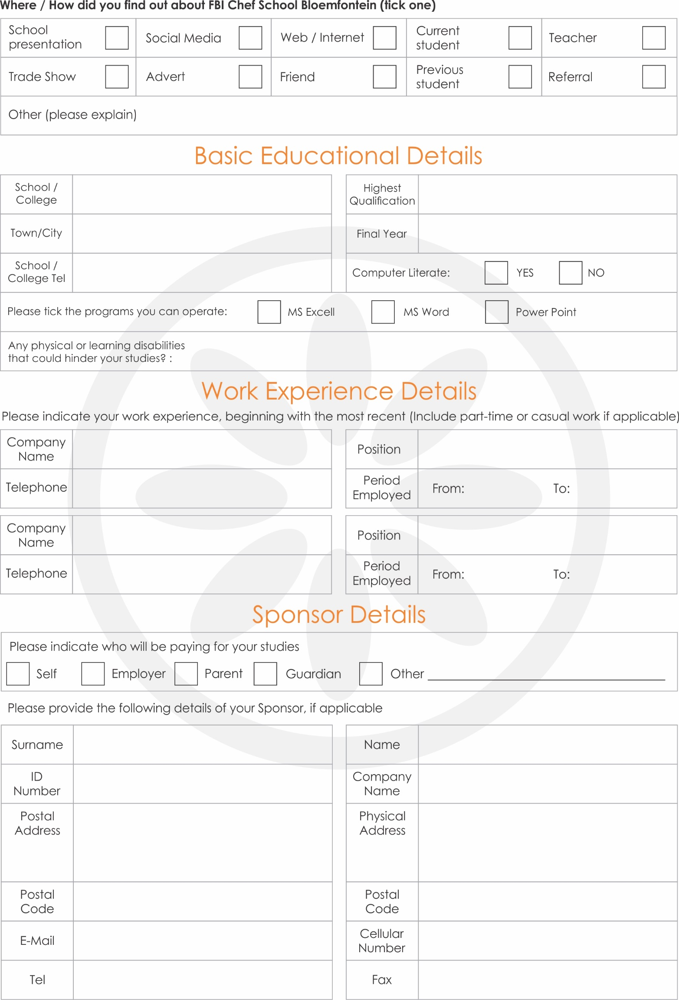 Where / How did you find out about FBI Chef School Bloemfontein (tick one)
School
presentation
Social Media
Web / Internet
Current
student
Teacher
Trade Show
Advert
Friend
Previous
student
Referral
Other (please explain)
Basic Educational Details
School /
College
Highest
Qualification
Town/City
Final Year
School /
College Tel
Computer Literate:
YES
NO
Please tick the programs you can operate:
MS Excell
MS Word
Power Point
Any physical or learning disabilities
that could hinder your studies? :
Work Experience Details
Please indicate your work experience, beginning with the most recent (Include part-time or casual work if applicable)
Company
Name
Position
Telephone
Period
Employed
From:
To:
Company
Name
Position
Telephone
Period
Employed
From:
To:
Sponsor Details
Please indicate who will be paying for your studies
Self
Employer
Parent
Guardian
Other
Please provide the following details of your Sponsor, if applicable
Surname
Name
ID
Number
Company
Name
Postal
Address
Physical
Address
Postal
Code
Postal
Code
E-Mail
Cellular
Number
Tel
Fax